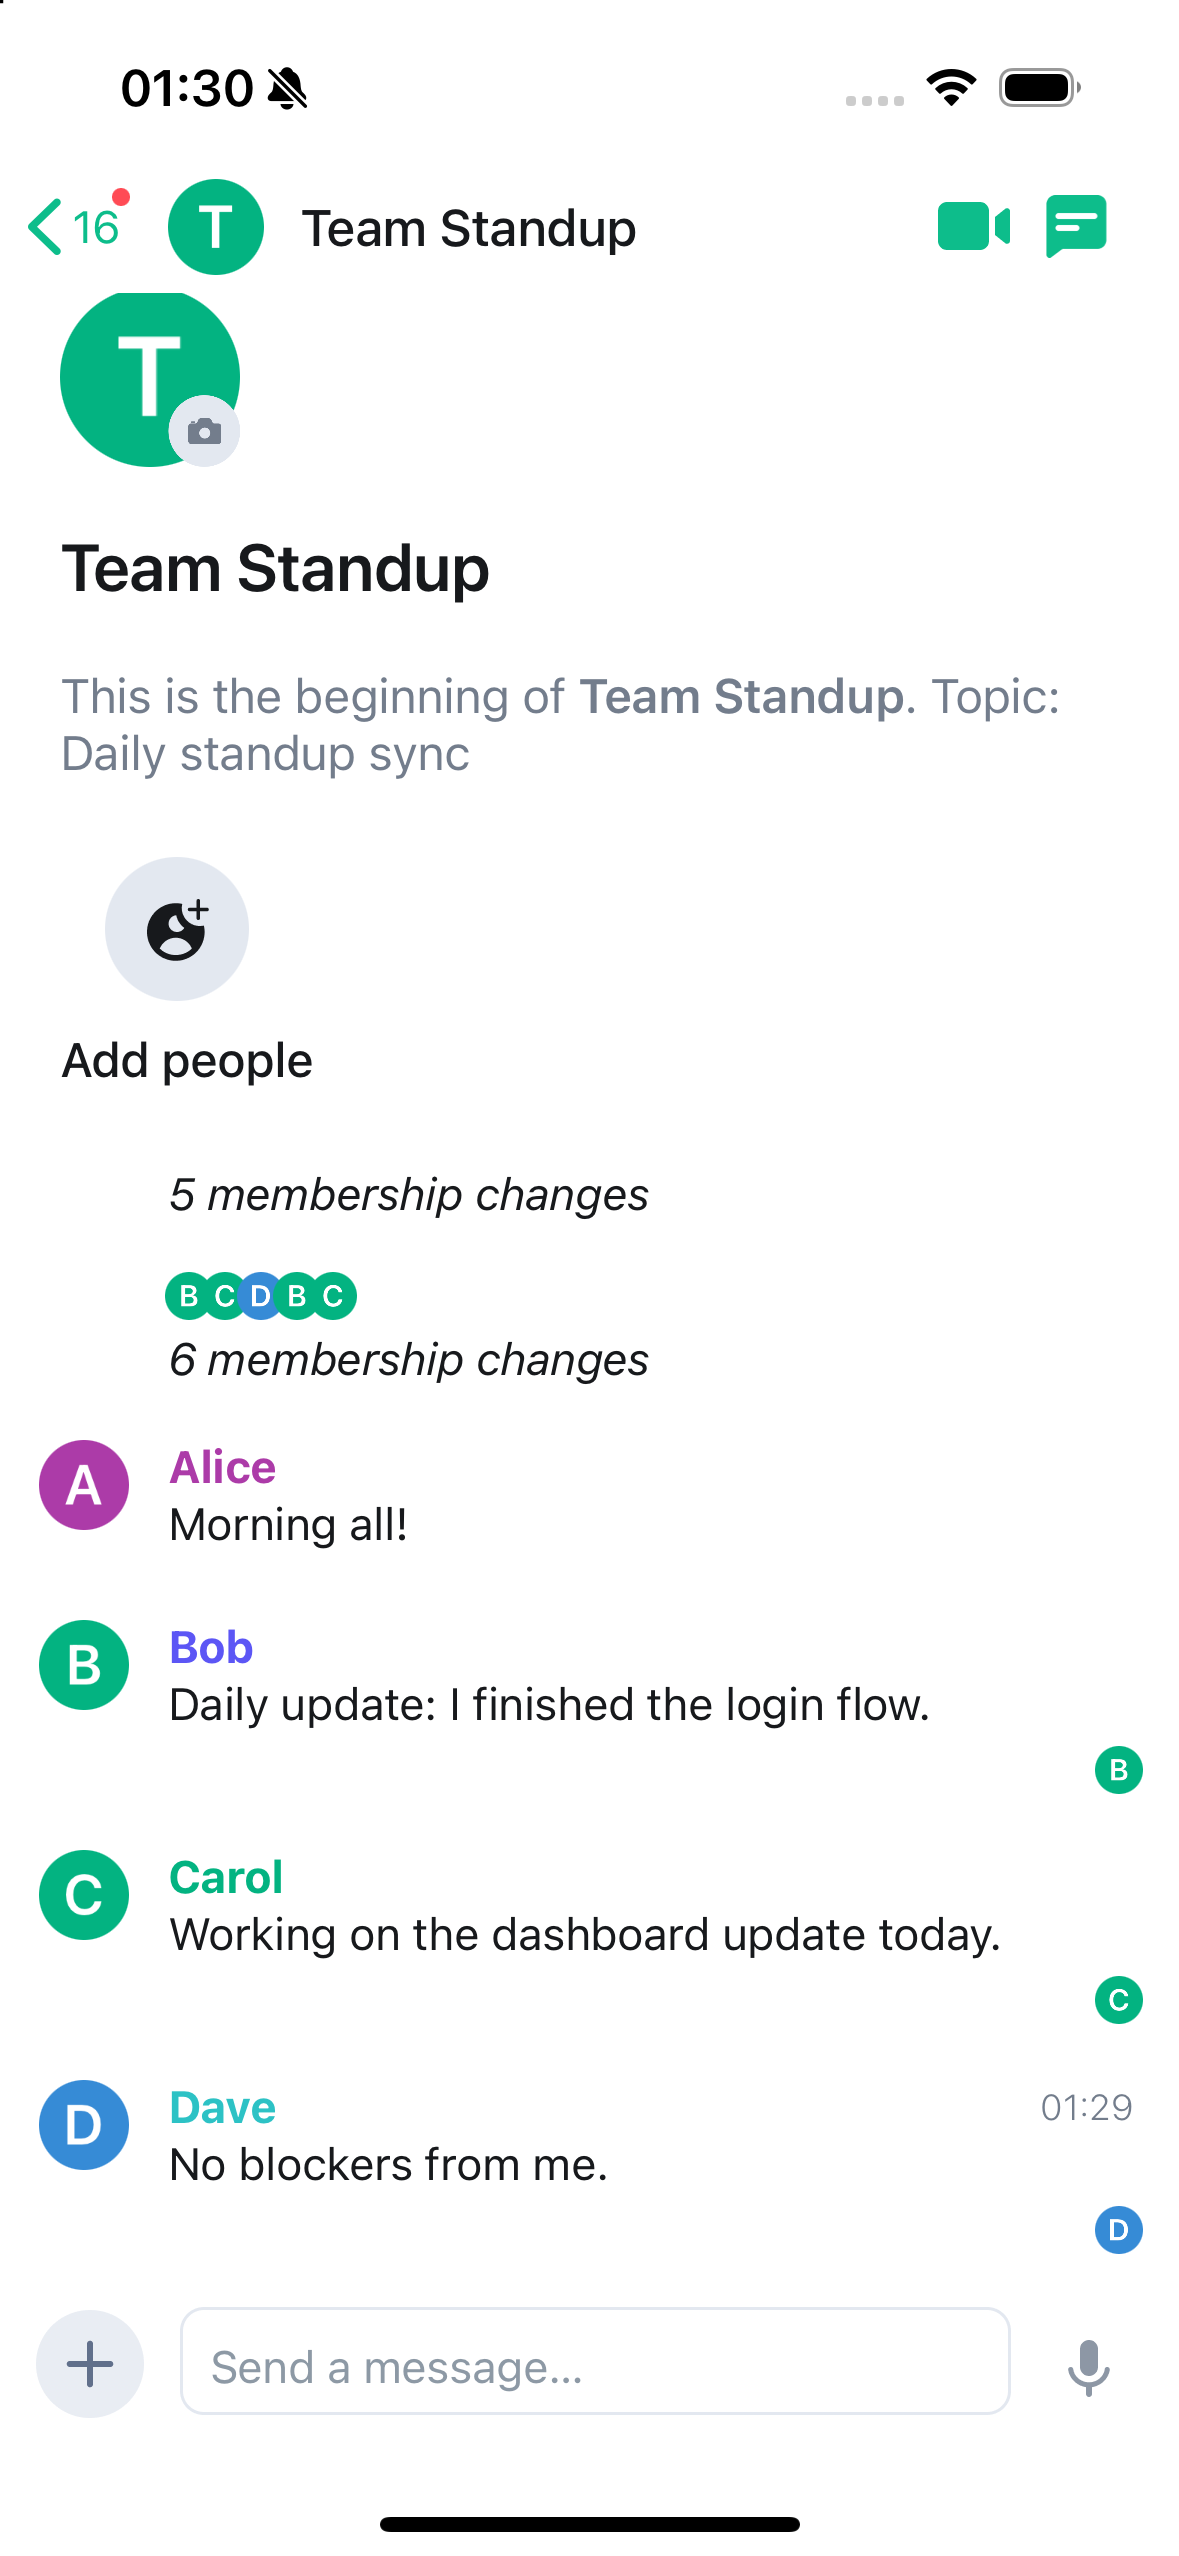 01:30
16
T
Team Standup
T
Team Standup
This is the beginning of Team Standup. Topic:
Daily standup sync
Add people
5 membership changes
B C D B C
6 membership changes
A
Alice
Morning all!
B
Bob
Daily update: I finished the login flow.
B
C
Carol
Working on the dashboard update today.
C
D
Dave
01:29
No blockers from me.
D
Send a message...